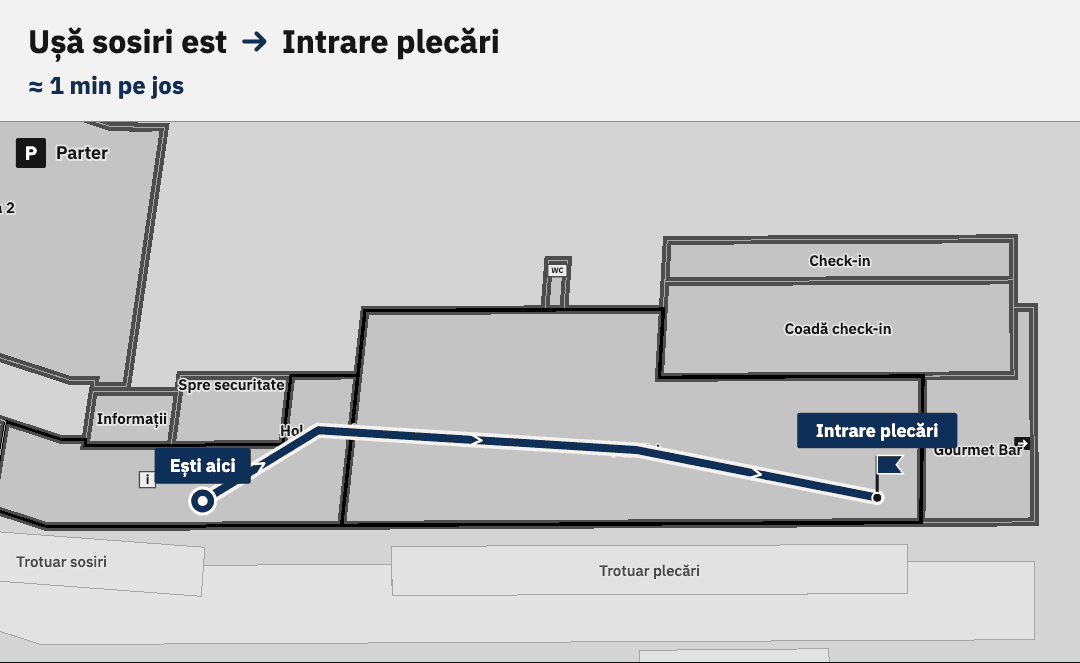 Ușă sosiri est → Intrare plecări
≈ 1 min pe jos
P Parter
2
WC
Check-in
Coadă check-in
Spre securitate
Informații
Hol
Intrare plecări
Gourmet Bar
Ești aici
i
Trotuar sosiri
Trotuar plecări